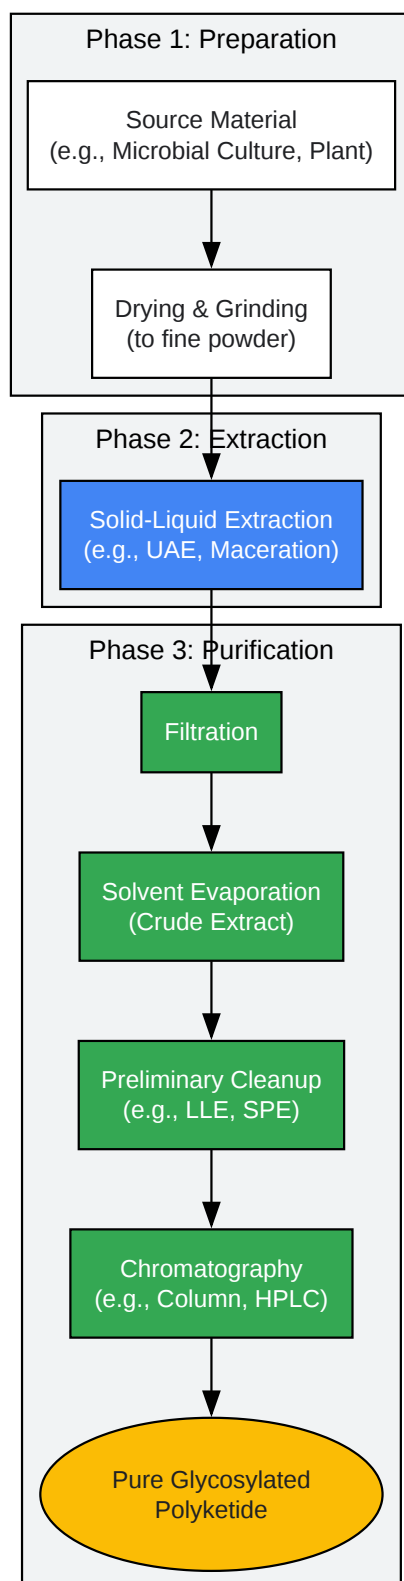 Phase 1: Preparation
Source Material
(e.g., Microbial Culture, Plant)
Drying & Grinding
(to fine powder)
Phase 2: Extraction
Solid-Liquid Extraction
(e.g., UAE, Maceration)
Phase 3: Purification
Filtration
Solvent Evaporation
(Crude Extract)
Preliminary Cleanup
(e.g., LLE, SPE)
Chromatography
(e.g., Column, HPLC)
Pure Glycosylated
Polyketide